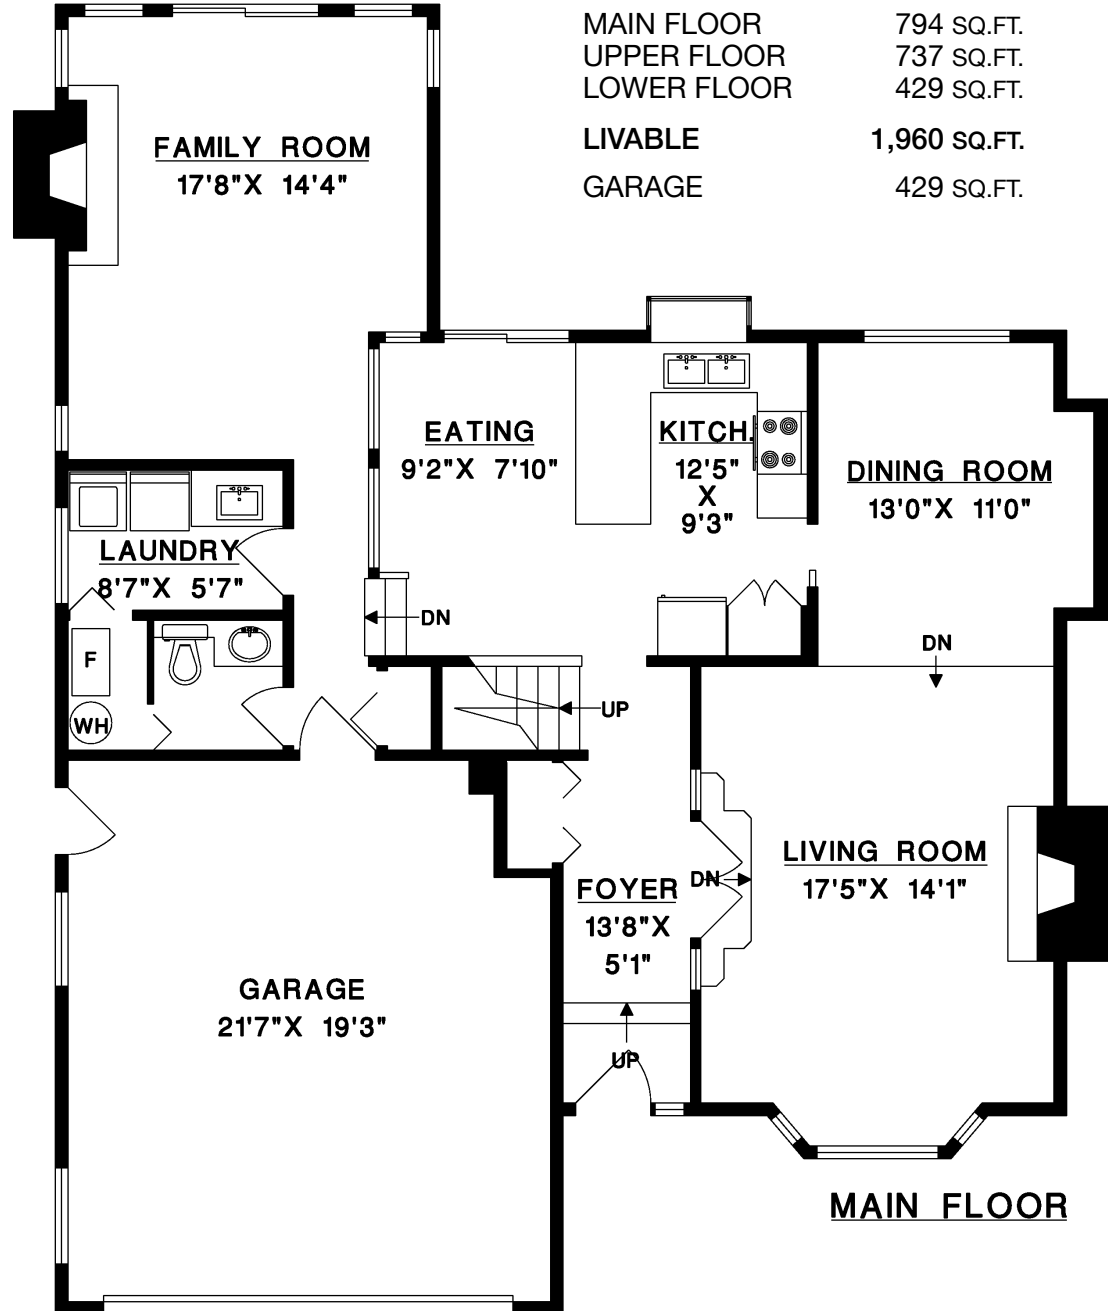 MAIN FLOOR 794 SQ.FT.
UPPER FLOOR 737 SQ.FT.
LOWER FLOOR 429 SQ.FT.
LIVABLE 1,960 SQ.FT.
GARAGE 429 SQ.FT.
FAMILY ROOM
17'8"X 14'4"
EATING
9'2"X 7'10"
KITCH.
12'5"
X
9'3"
DINING ROOM
13'0"X 11'0"
LAUNDRY
8'7"X 5'7"
DN
DN
F
WH
UP
LIVING ROOM
17'5"X 14'1"
DN
FOYER
13'8"X
5'1"
GARAGE
21'7"X 19'3"
UP
MAIN FLOOR